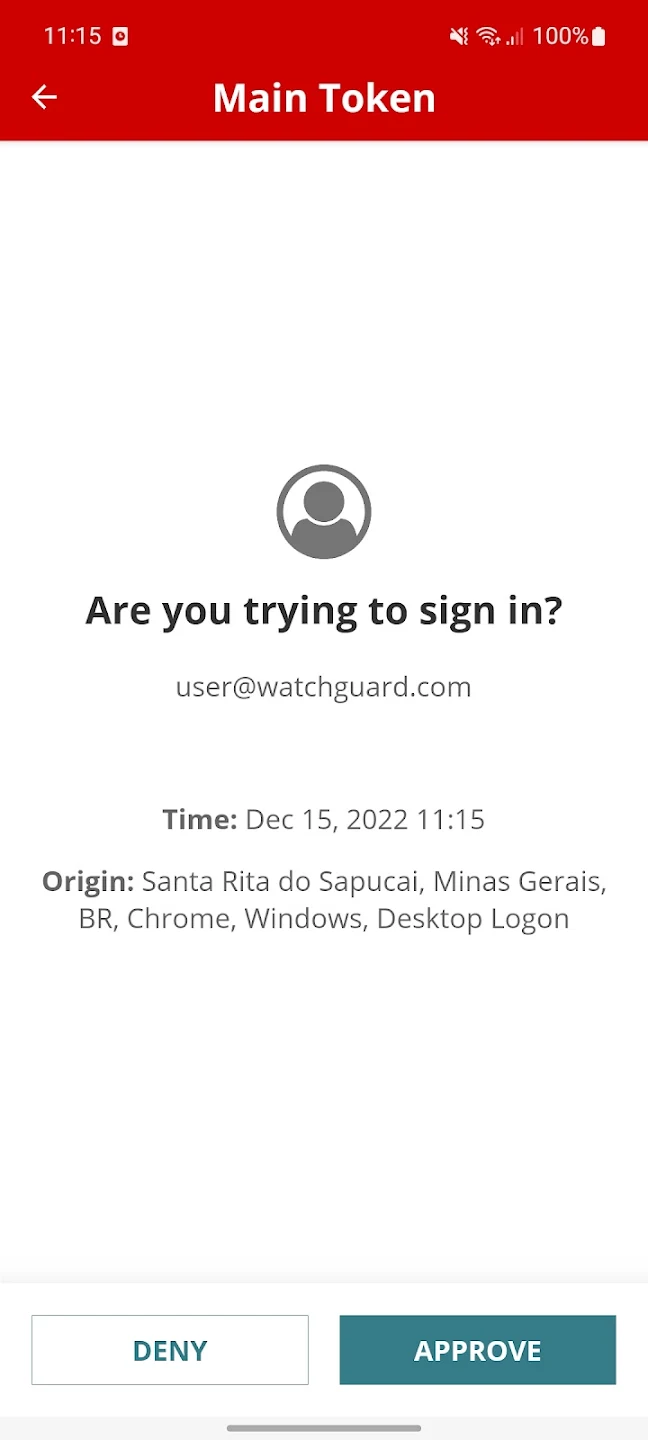 11:15
100%
Main Token
Are you trying to sign in?
user@watchguard.com
Time: Dec 15, 2022 11:15
Origin: Santa Rita do Sapucai, Minas Gerais,
BR, Chrome, Windows, Desktop Logon
DENY
APPROVE